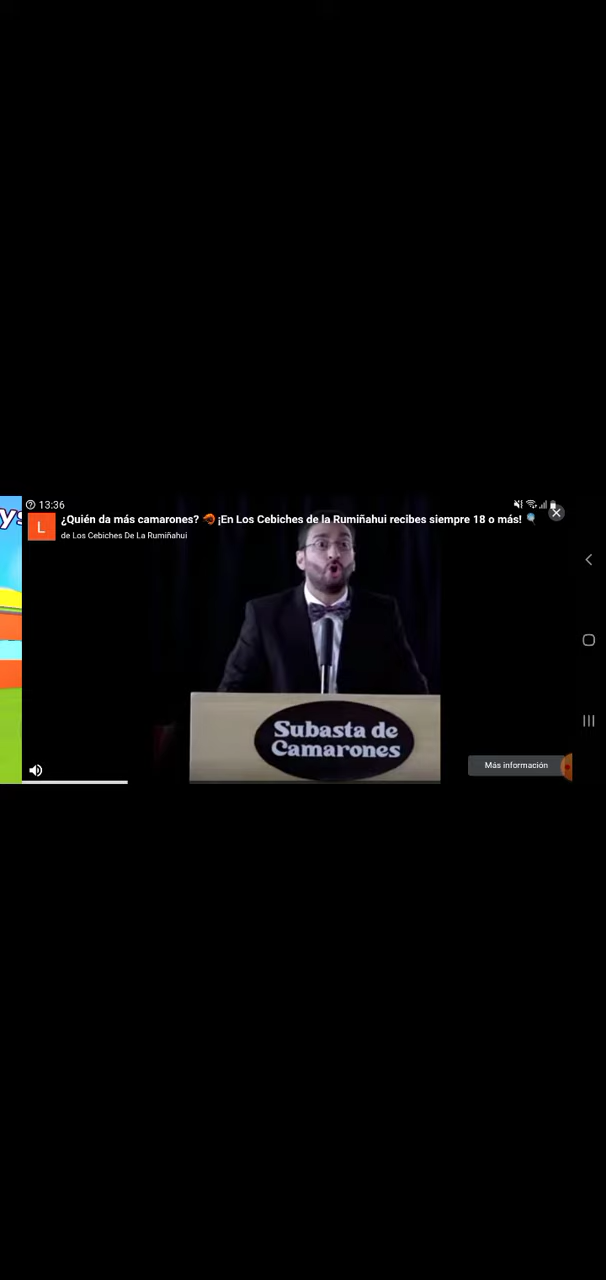 ys
13:36
L
¿Quién da más camarones? 🦐 ¡En Los Cebiches de la Rumiñahui recibes siempre 18 o más!
de Los Cebiches De La Rumiñahui
Subasta de
Camarones
Más información